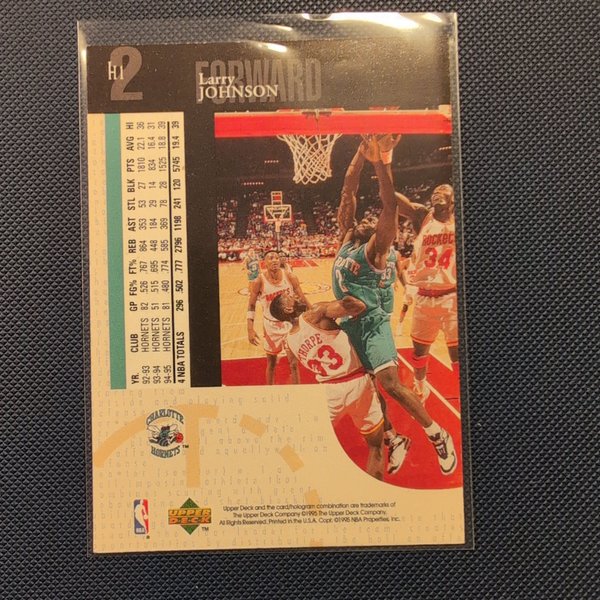 H1 2
FORWARD
Larry
JOHNSON
YR. CLUB GP FG% FT% REB AST STL BLK PTS AVG HI
92-93 HORNETS 82 .526 .767 864 353 53 27 1810 22.1 36
93-94 HORNETS 51 .515 .695 448 184 29 14 834 16.4 31
94-95 HORNETS 81 .480 .774 585 369 78 28 1525 18.8 39
4 NBA TOTALS 296 .502 .777 2796 1198 241 120 5745 19.4 39
ROCKETS
34
THORPE
33
CHARLOTTE
HORNETS
TM
NBA
UPPER
DECK
Upper Deck and the card/hologram combination are trademarks of
The Upper Deck Company ©1995 The Upper Deck Company.
All Rights Reserved. Printed in the U.S.A. Copr. ©1995 NBA Properties, Inc.